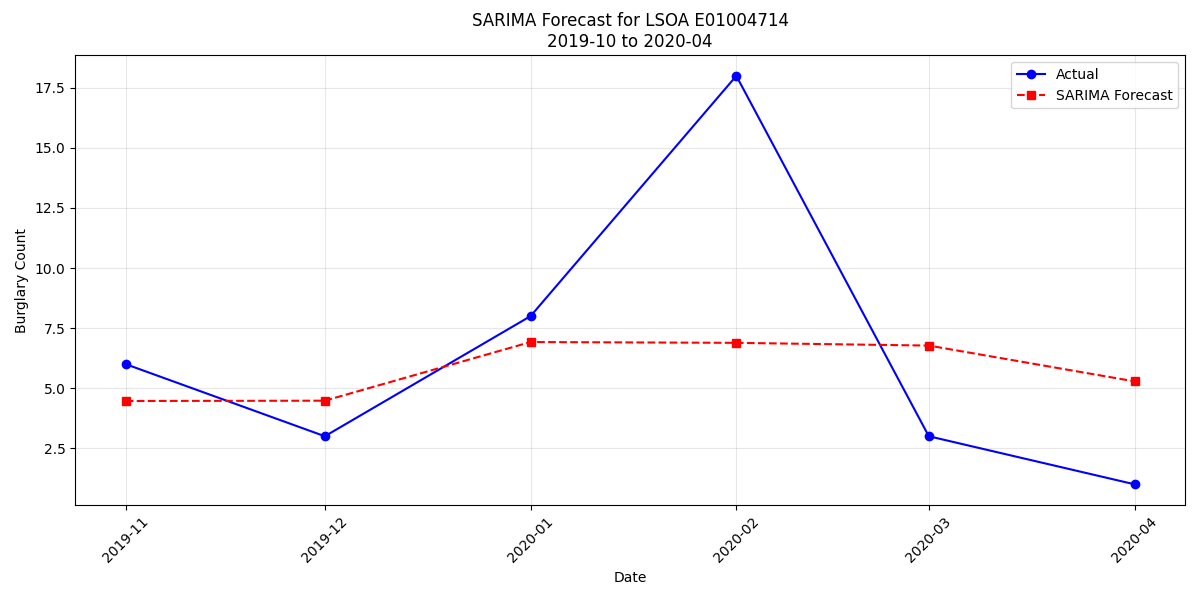 SARIMA Forecast for LSOA E01004714
2019-10 to 2020-04
Actual
SARIMA Forecast
Burglary Count
17.5
15.0
12.5
10.0
7.5
5.0
2.5
2019-11
2019-12
2020-01
2020-02
2020-03
2020-04
Date